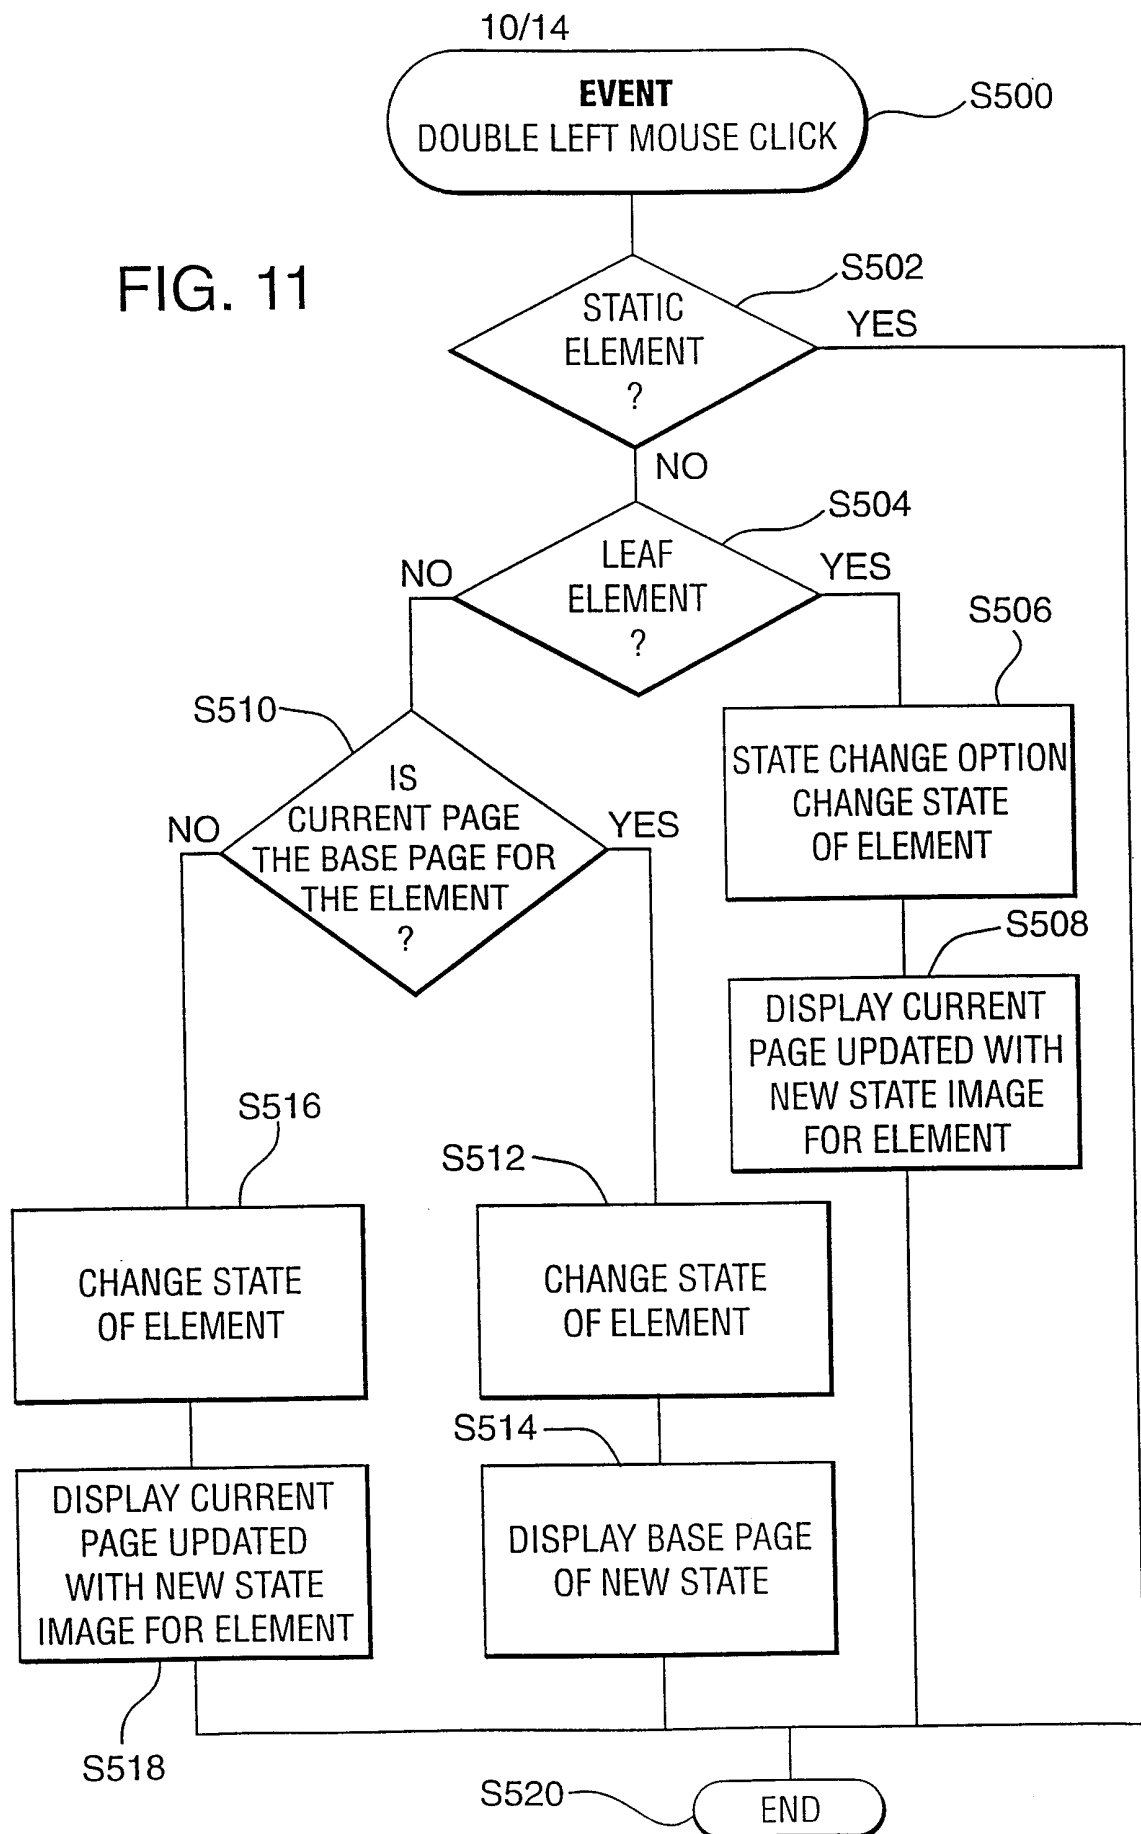 10/14
EVENT
DOUBLE LEFT MOUSE CLICK
S500
FIG. 11
S502
STATIC
ELEMENT
?
YES
NO
S504
LEAF
ELEMENT
?
NO
YES
S506
STATE CHANGE OPTION
CHANGE STATE
OF ELEMENT
S510
IS
CURRENT PAGE
THE BASE PAGE FOR
THE ELEMENT
?
NO
YES
S508
DISPLAY CURRENT
PAGE UPDATED WITH
NEW STATE IMAGE
FOR ELEMENT
S516
CHANGE STATE
OF ELEMENT
S512
CHANGE STATE
OF ELEMENT
S514
DISPLAY BASE PAGE
OF NEW STATE
DISPLAY CURRENT
PAGE UPDATED
WITH NEW STATE
IMAGE FOR ELEMENT
S518
S520
END